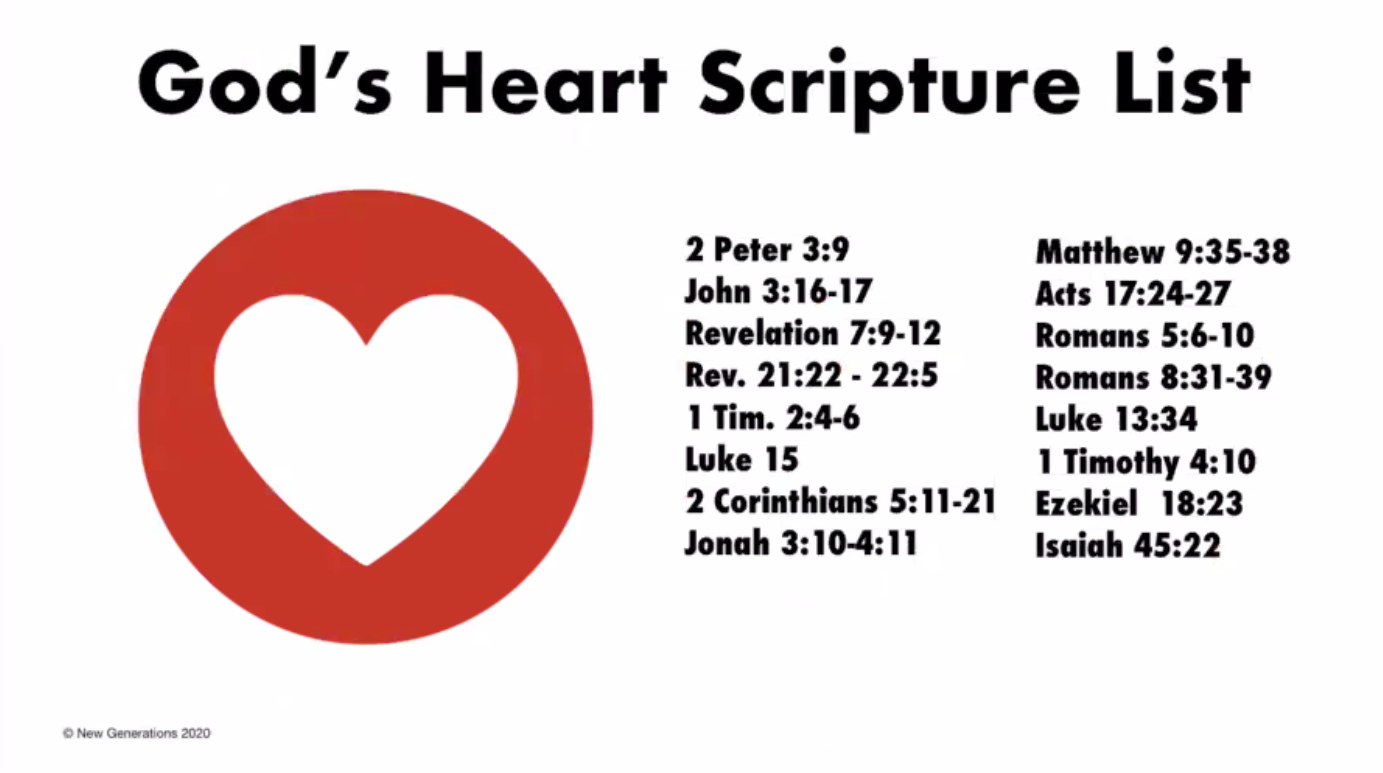 God's Heart Scripture List
2 Peter 3:9
John 3:16-17
Revelation 7:9-12
Rev. 21:22 - 22:5
1 Tim. 2:4-6
Luke 15
2 Corinthians 5:11-21
Jonah 3:10-4:11
Matthew 9:35-38
Acts 17:24-27
Romans 5:6-10
Romans 8:31-39
Luke 13:34
1 Timothy 4:10
Ezekiel  18:23
Isaiah 45:22
© New Generations 2020